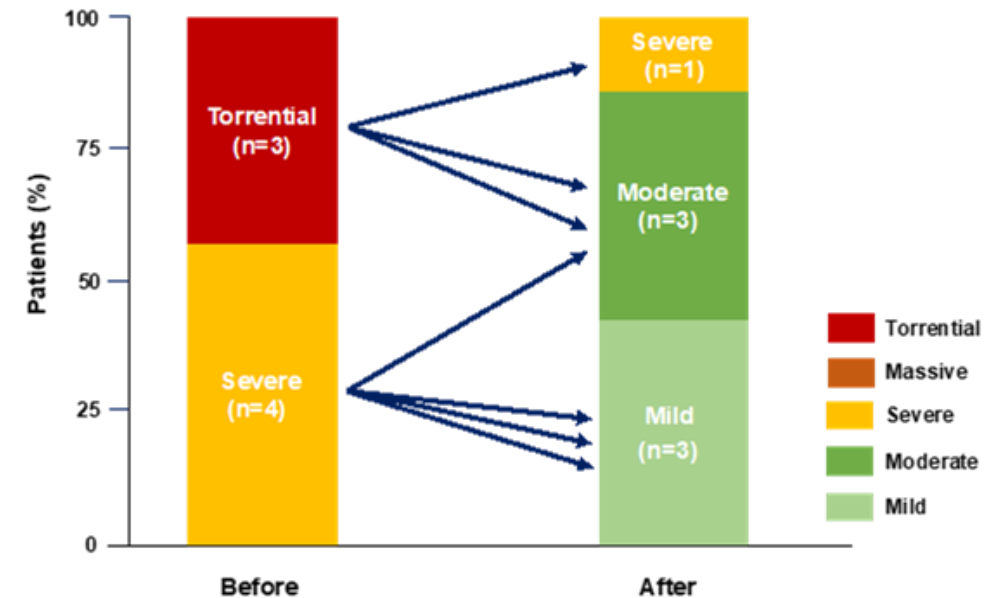 100
75
50
25
0
Patients (%)
Torrential
(n=3)
Severe
(n=4)
Severe
(n=1)
Moderate
(n=3)
Mild
(n=3)
Before
After
Torrential
Massive
Severe
Moderate
Mild